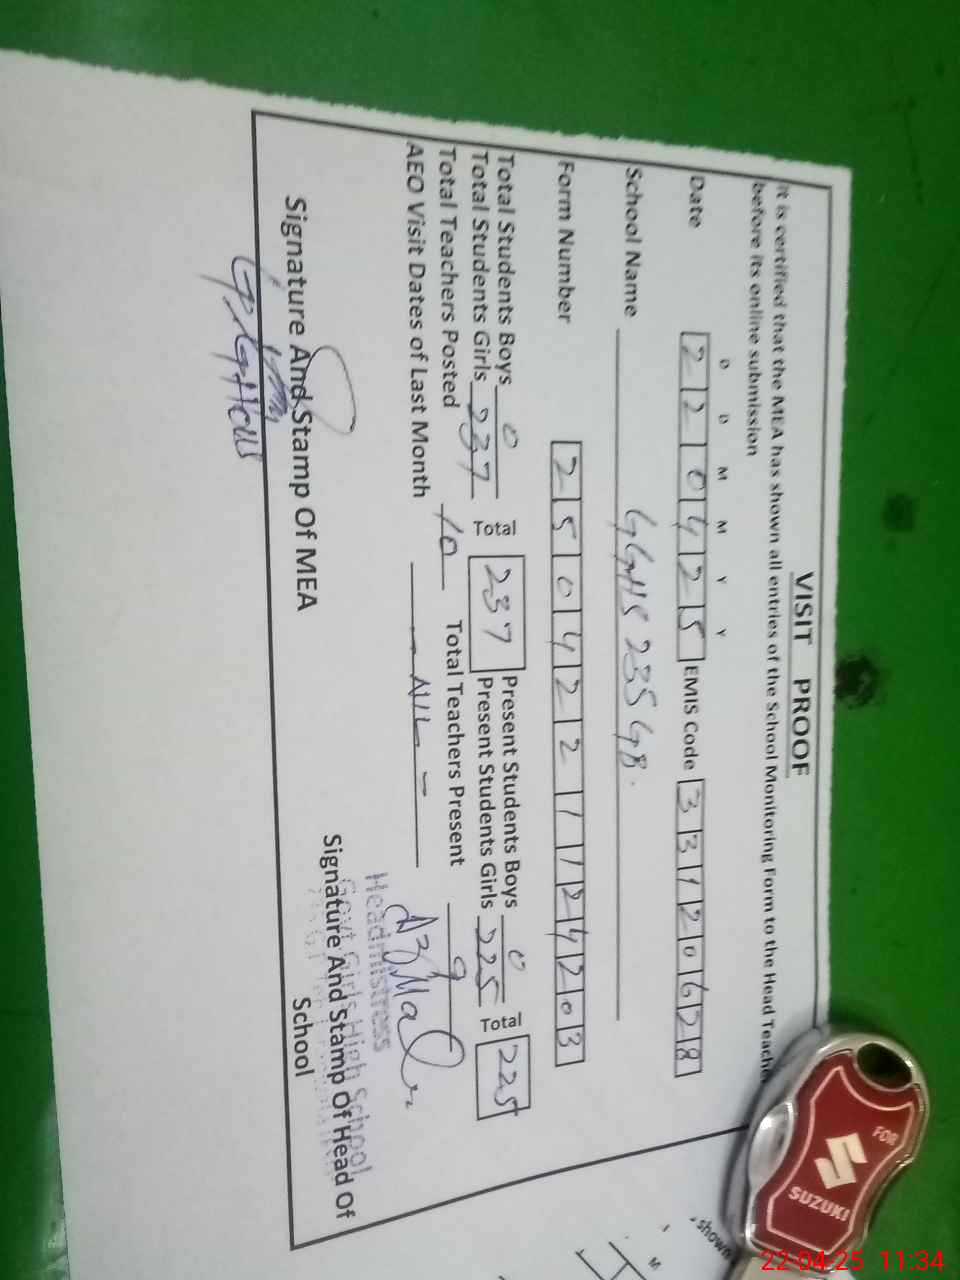 VISIT PROOF
It is certified that the MEA has shown all entries of the School Monitoring Form to the Head Teache
before its online submission
D D M M Y Y
Date 2 2 0 4 2 5 EMIS Code 3 3 1 2 0 6 2 8
School Name GGHS 235 GB.
Form Number 2 5 0 4 2 2 1 1 2 4 2 0 3
Total Students Boys 0 Total 237 Present Students Boys 0 Total 225
Total Students Girls 237 Present Students Girls 225
Total Teachers Posted 10 Total Teachers Present 9
AEO Visit Dates of Last Month - NIL -
Headmistress
Govt Girls High School
Signature And Stamp Of MEA
Signature And Stamp Of Head Of
School
shown
M
FOR
SUZUKI
22-04-25 11:34